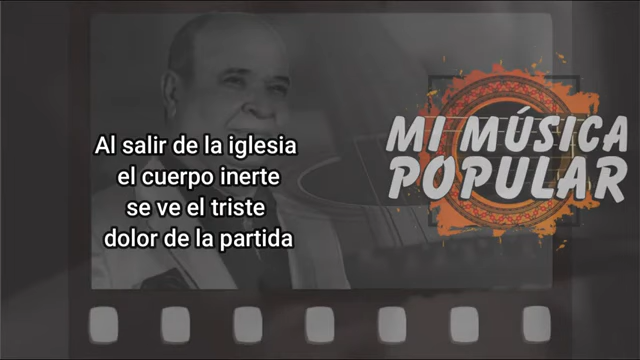 Al salir de la iglesia
el cuerpo inerte
se ve el triste
dolor de la partida
MI MÚSICA
POPULAR